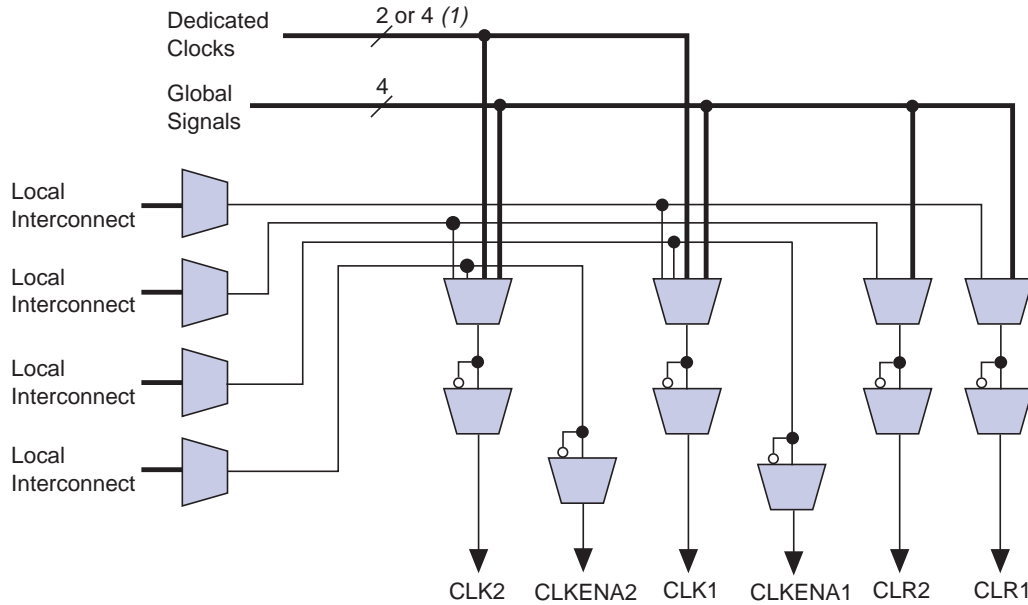 Dedicated
Clocks
2 or 4 (1)
Global
Signals
4
Local
Interconnect
Local
Interconnect
Local
Interconnect
Local
Interconnect
CLK2
CLKENA2
CLK1
CLKENA1
CLR2
CLR1